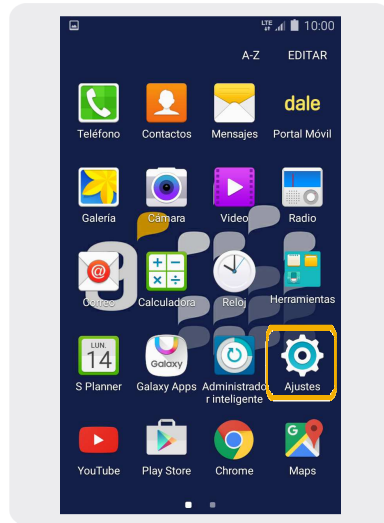 LTE 10:00
A-Z EDITAR
dale
Teléfono Contactos Mensajes Portal Móvil
Galería Cámara Video Radio
@
Correo Calculadora Reloj Herramientas
LUN.
14 Galaxy
S Planner Galaxy Apps Administrado Ajustes
r inteligente
G
YouTube Play Store Chrome Maps